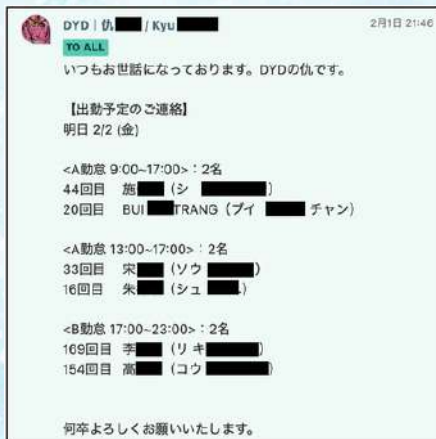 DYD | 仇 / Kyu
2月1日 21:46
TO ALL
いつもお世話になっております。DYDの仇です。
【出勤予定のご連絡】
明日 2/2 (金)
<A勤怠 9:00~17:00>：2名
44回目 施 (シ )
20回目 BUI TRANG (ブイ チャン)
<A勤怠 13:00~17:00>：2名
33回目 宋 (ソウ )
16回目 朱 (シュ )
<B勤怠 17:00~23:00>：2名
169回目 李 (リ キ )
154回目 高 (コウ )
何卒よろしくお願いいたします。